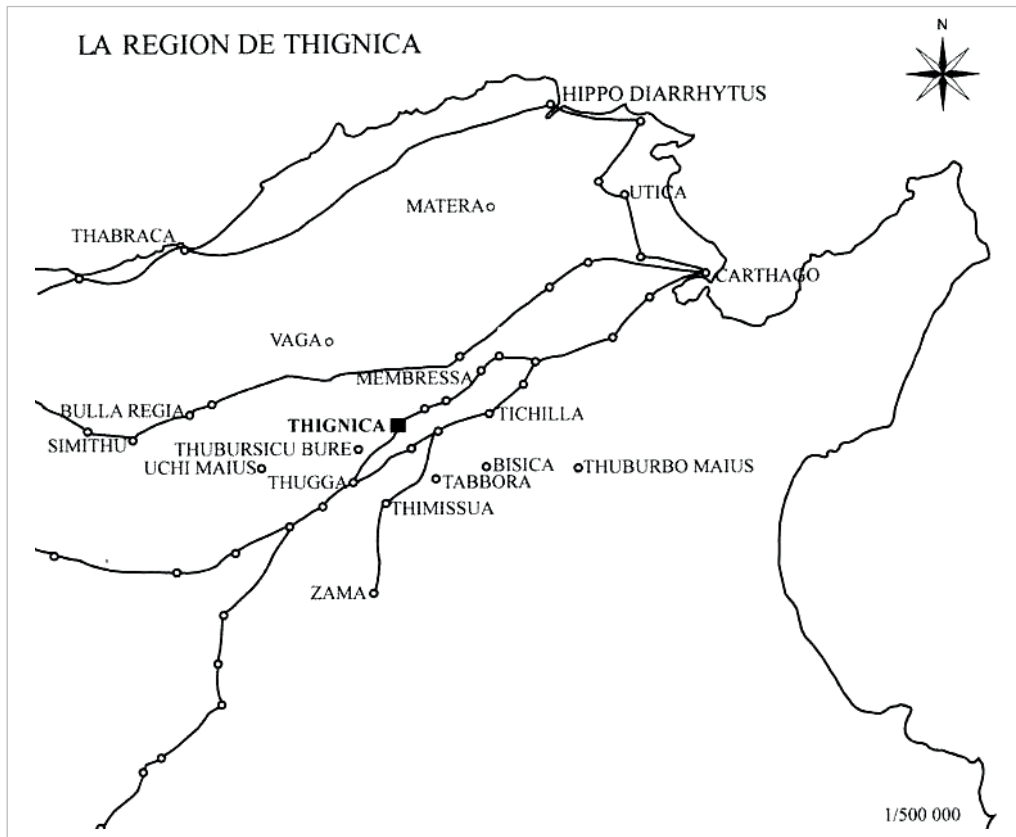 LA REGION DE THIGNICA
N
HIPPO DIARRHYTUS
MATERA
UTICA
THABRACA
CARTHAGO
VAGA
MEMBRESSA
BULLA REGIA
TICHILLA
THIGNICA
SIMITHU
THUBURSICU BURE
UCHI MAIUS
BISICA
THUBURBO MAIUS
THUGGA
TABBORA
THIMISSUA
ZAMA
1/500 000